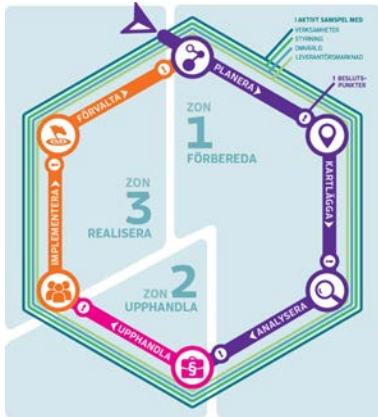 I AKTIVT SAMSPEL MED
VERKSAMHETER
STYRNING
OMVÄRLD
LEVERANTÖRSMARKNAD
1 BESLUTS-
PUNKTER
PLANERA
KARTLÄGGA
ANALYSERA
UPPHANDLA
IMPLEMENTERA
FÖRVALTA
ZON 1
FÖRBEREDA
ZON 3
REALISERA
ZON 2
UPPHANDLA
§